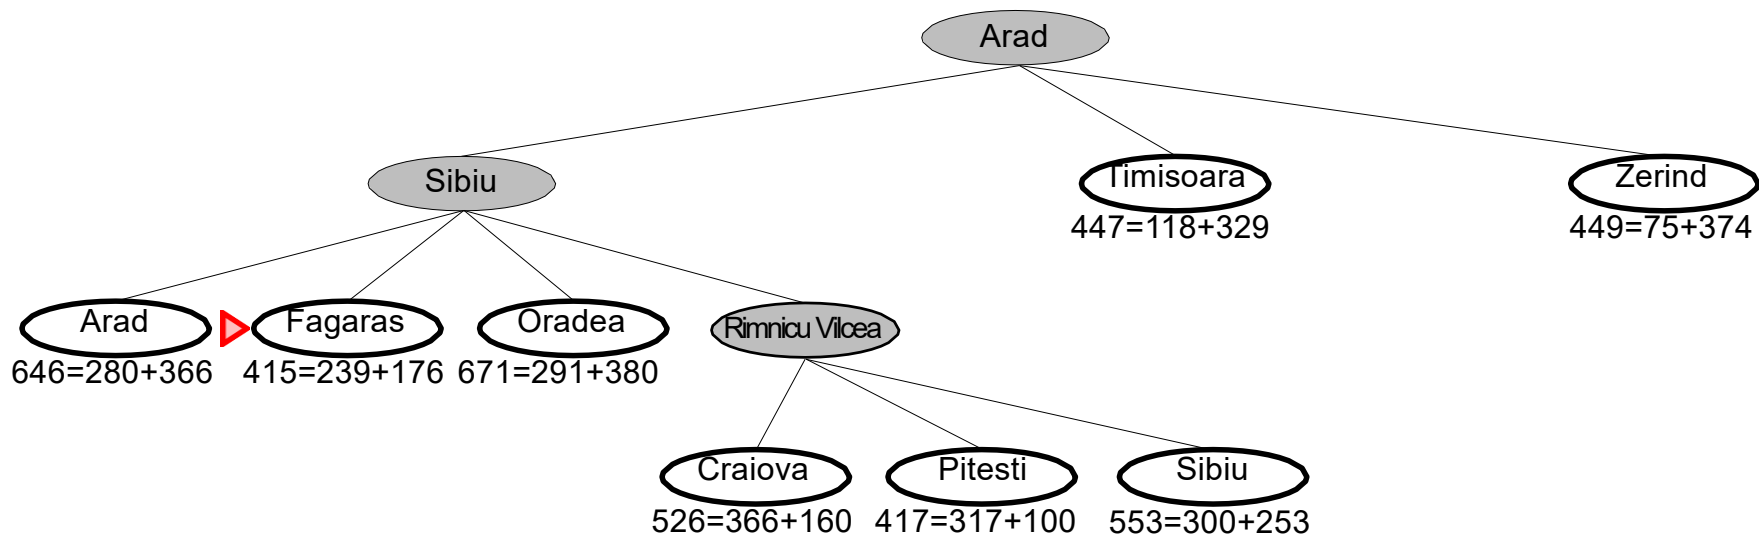 Arad
Sibiu
Timisoara
Zerind
447=118+329
449=75+374
Arad
Fagaras
Oradea
Rimnicu Vilcea
646=280+366
415=239+176
671=291+380
Craiova
Pitesti
Sibiu
526=366+160
417=317+100
553=300+253